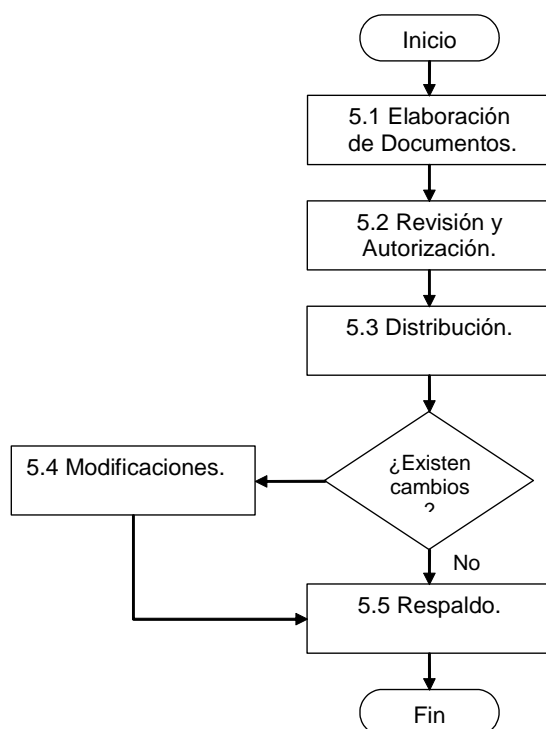 Inicio
5.1 Elaboración
de Documentos.
5.2 Revisión y
Autorización.
5.3 Distribución.
¿Existen
cambios
?
5.4 Modificaciones.
No
5.5 Respaldo.
Fin